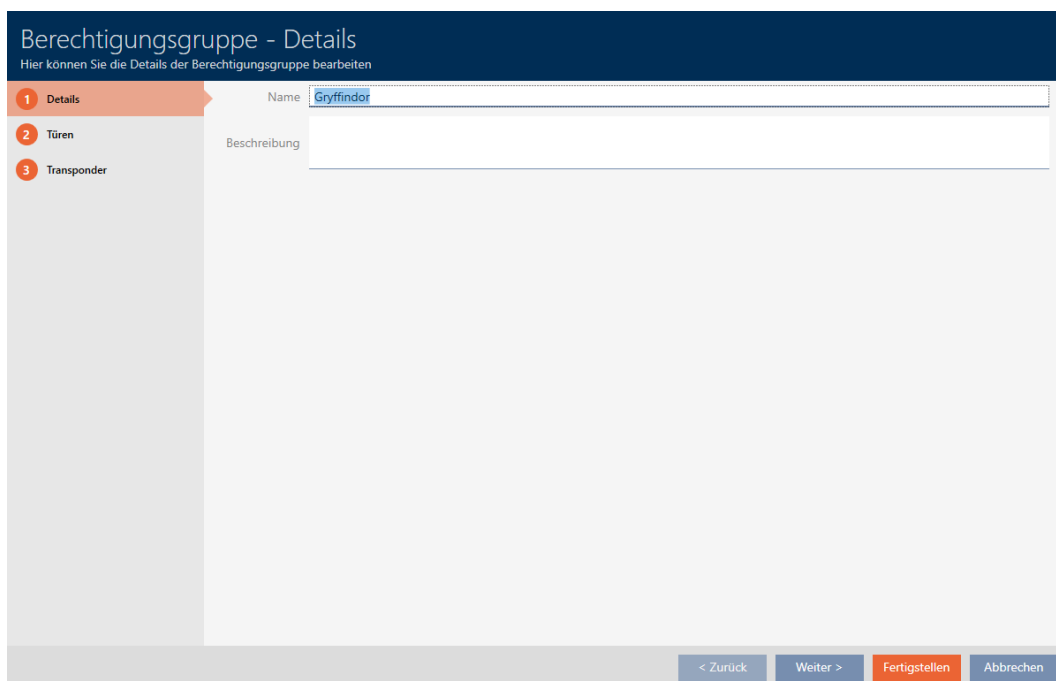 Berechtigungsgruppe - Details
Hier können Sie die Details der Berechtigungsgruppe bearbeiten
1 Details
2 Türen
3 Transponder
Name Gryffindor
Beschreibung
< Zurück Weiter > Fertigstellen Abbrechen